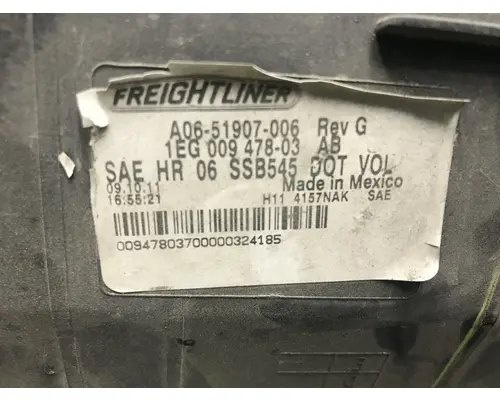 FREIGHTLINER
A06-51907-006 Rev G
1EG 009 478-03 AB
SAE HR 06 SSB545 DOT VOL
09.10.11 Made in Mexico
16:55:21 H11 4157NAK SAE
00947803700000324185